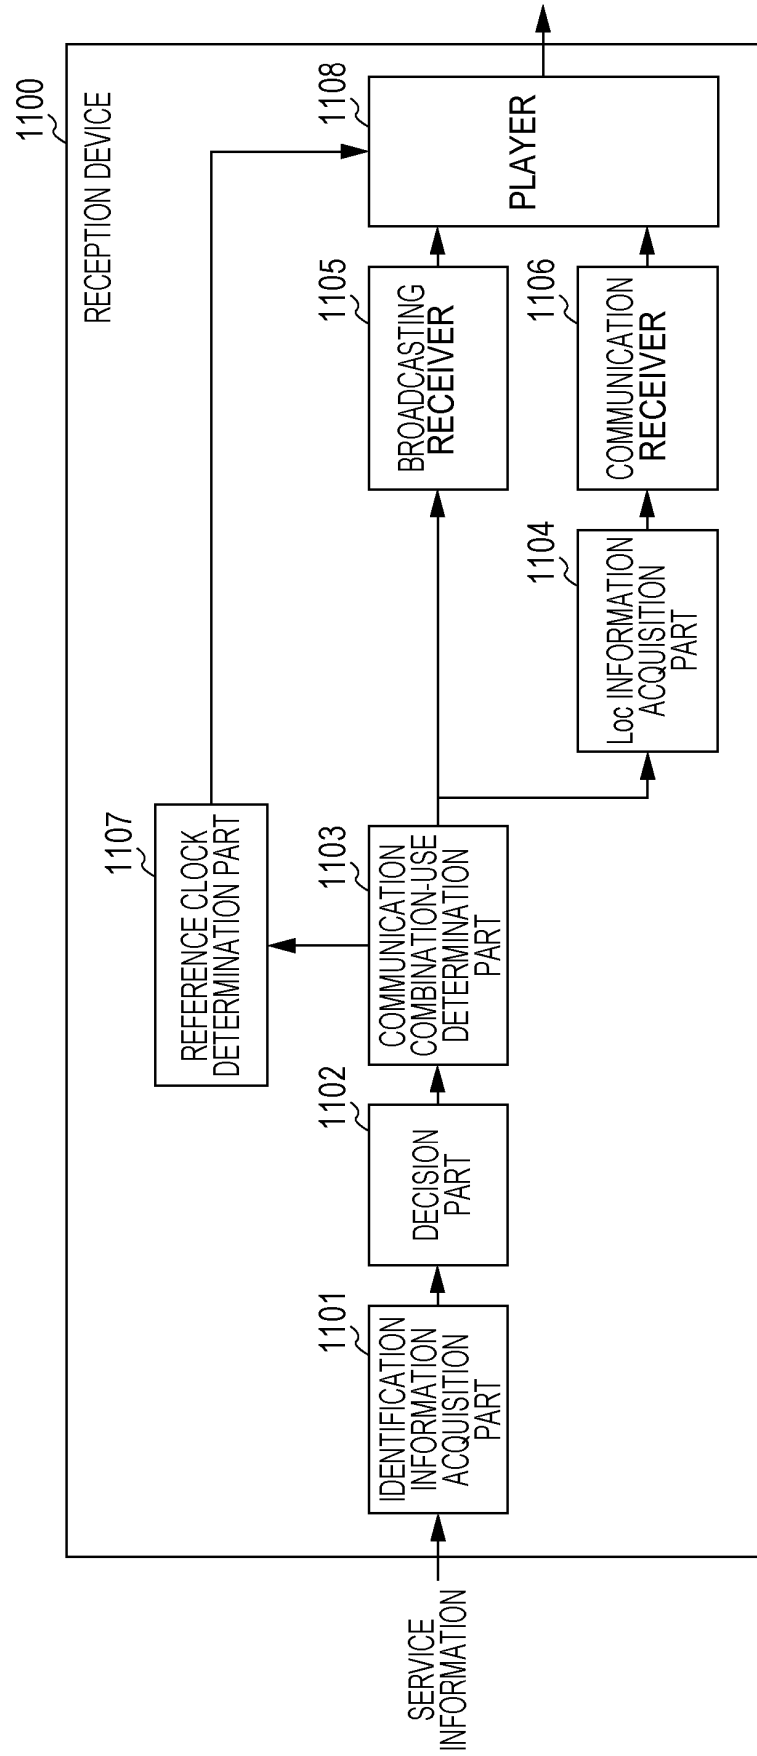 1100
RECEPTION DEVICE
1107
REFERENCE CLOCK
DETERMINATION PART
SERVICE
INFORMATION
1101
IDENTIFICATION
INFORMATION
ACQUISITION
PART
1102
DECISION
PART
1103
COMMUNICATION
COMBINATION-USE
DETERMINATION
PART
1105
BROADCASTING
RECEIVER
1104
Loc INFORMATION
ACQUISITION
PART
1106
COMMUNICATION
RECEIVER
1108
PLAYER